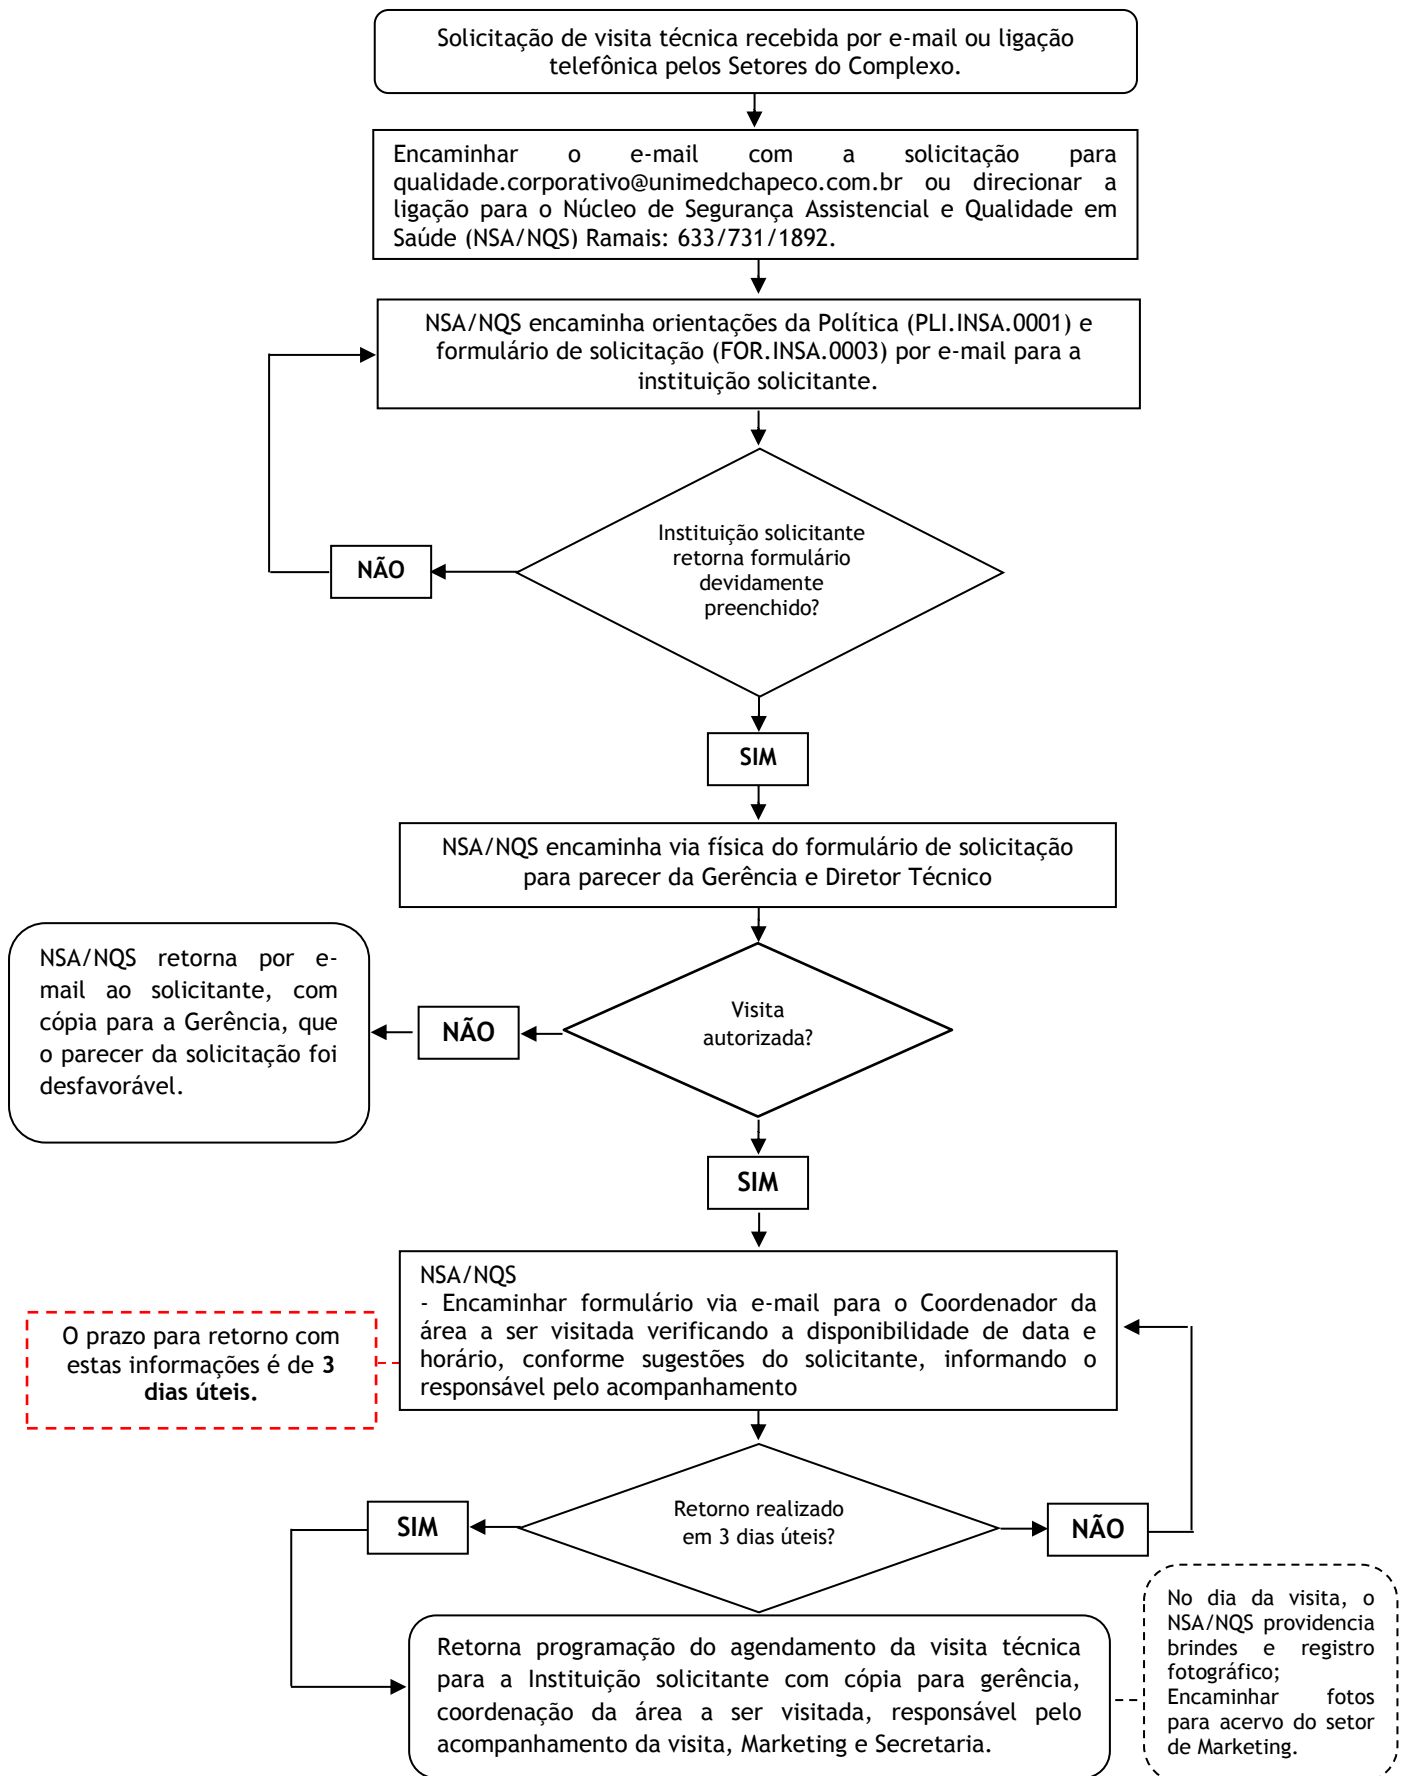 Solicitação de visita técnica recebida por e-mail ou ligação
telefônica pelos Setores do Complexo.
Encaminhar o e-mail com a solicitação para
qualidade.corporativo@unimedchapeco.com.br ou direcionar a
ligação para o Núcleo de Segurança Assistencial e Qualidade em
Saúde (NSA/NQS) Ramais: 633/731/1892.
NSA/NQS encaminha orientações da Política (PLI.INSA.0001) e
formulário de solicitação (FOR.INSA.0003) por e-mail para a
instituição solicitante.
Instituição solicitante
retorna formulário
devidamente
preenchido?
NÃO
SIM
NSA/NQS encaminha via física do formulário de solicitação
para parecer da Gerência e Diretor Técnico
Visita
autorizada?
NÃO
NSA/NQS retorna por e-
mail ao solicitante, com
cópia para a Gerência, que
o parecer da solicitação foi
desfavorável.
SIM
NSA/NQS
- Encaminhar formulário via e-mail para o Coordenador da
área a ser visitada verificando a disponibilidade de data e
horário, conforme sugestões do solicitante, informando o
responsável pelo acompanhamento
O prazo para retorno com
estas informações é de 3
dias úteis.
Retorno realizado
em 3 dias úteis?
SIM
NÃO
Retorna programação do agendamento da visita técnica
para a Instituição solicitante com cópia para gerência,
coordenação da área a ser visitada, responsável pelo
acompanhamento da visita, Marketing e Secretaria.
No dia da visita, o
NSA/NQS providencia
brindes e registro
fotográfico;
Encaminhar fotos
para acervo do setor
de Marketing.